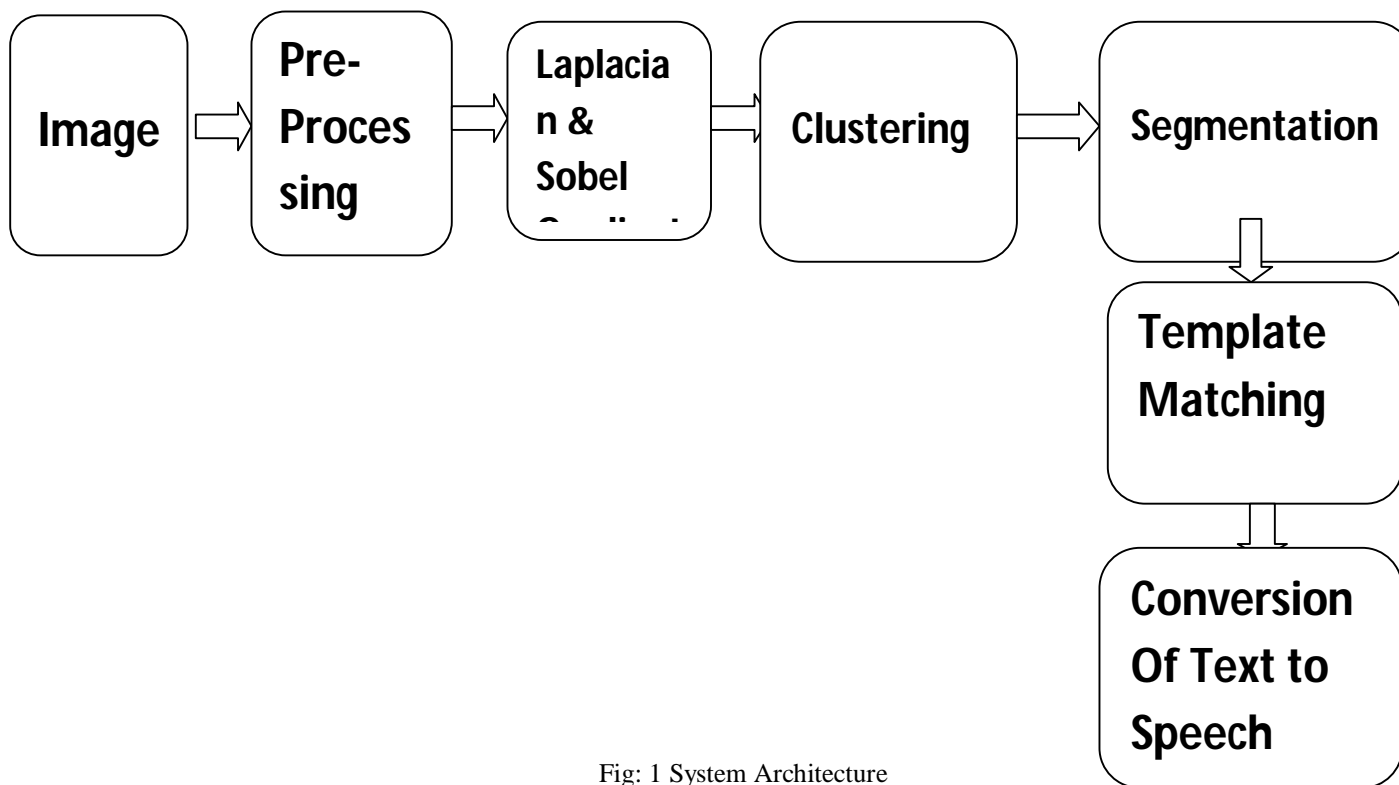 Image
Pre-
Proces
sing
Laplacia
n &
Sobel
Clustering
Segmentation
Template
Matching
Conversion
Of Text to
Speech
Fig: 1 System Architecture